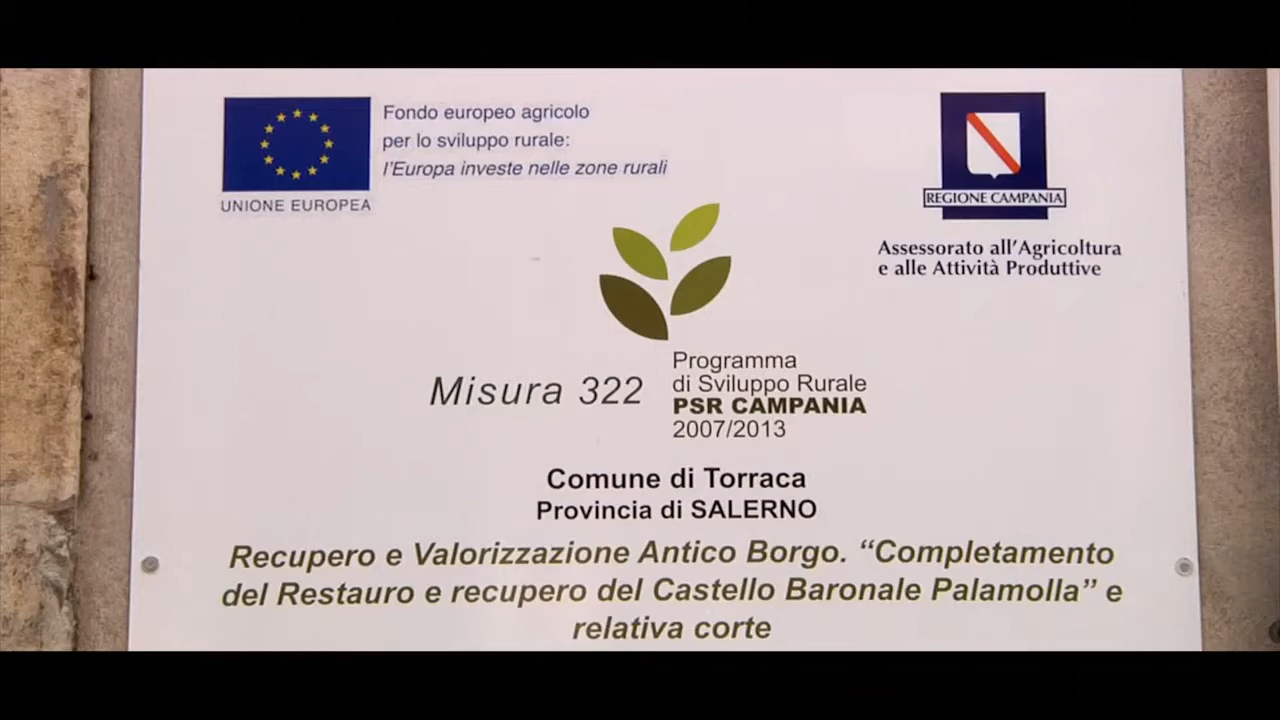 Fondo europeo agricolo
per lo sviluppo rurale:
l'Europa investe nelle zone rurali
UNIONE EUROPEA
REGIONE CAMPANIA
Assessorato all'Agricoltura
e alle Attività Produttive
Misura 322
Programma
di Sviluppo Rurale
PSR CAMPANIA
2007/2013
Comune di Torraca
Provincia di SALERNO
Recupero e Valorizzazione Antico Borgo. “Completamento
del Restauro e recupero del Castello Baronale Palamolla” e
relativa corte